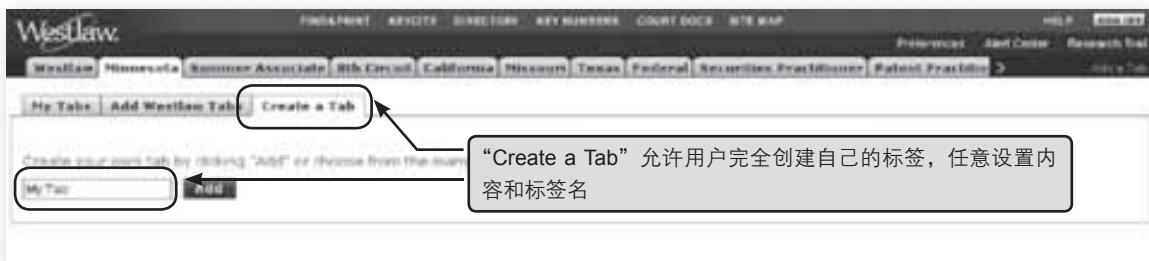 Westlaw.
FIND&PRINT KEYCITE DIRECTORY KEY NUMBERS COURT DOCS SITE MAP
HELP SIGN OFF
Preferences Alert Center Research Trail
Westlaw Minnesota Summer Associate 8th Circuit California Missouri Texas Federal Securities Practitioner Patent Practitio >
My Tabs Add Westlaw Tabs Create a Tab
Create your own tab by clicking "Add" or choose from the many
“Create a Tab”允许用户完全创建自己的标签，任意设置内
容和标签名
My Tab Add